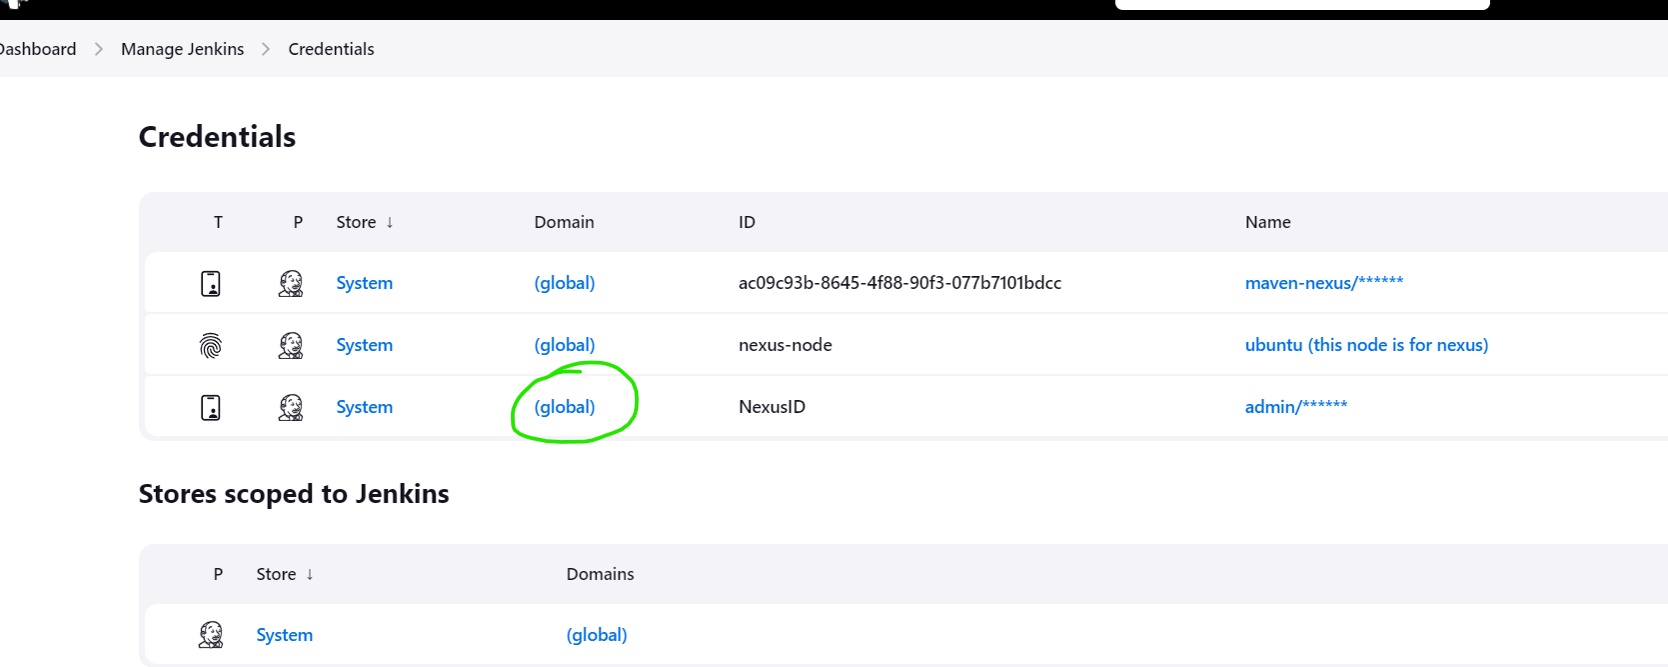 Dashboard > Manage Jenkins > Credentials
Credentials
T P Store ↓ Domain ID Name
System (global) ac09c93b-8645-4f88-90f3-077b7101bdcc maven-nexus/******
System (global) nexus-node ubuntu (this node is for nexus)
System (global) NexusID admin/******
Stores scoped to Jenkins
P Store ↓ Domains
System (global)